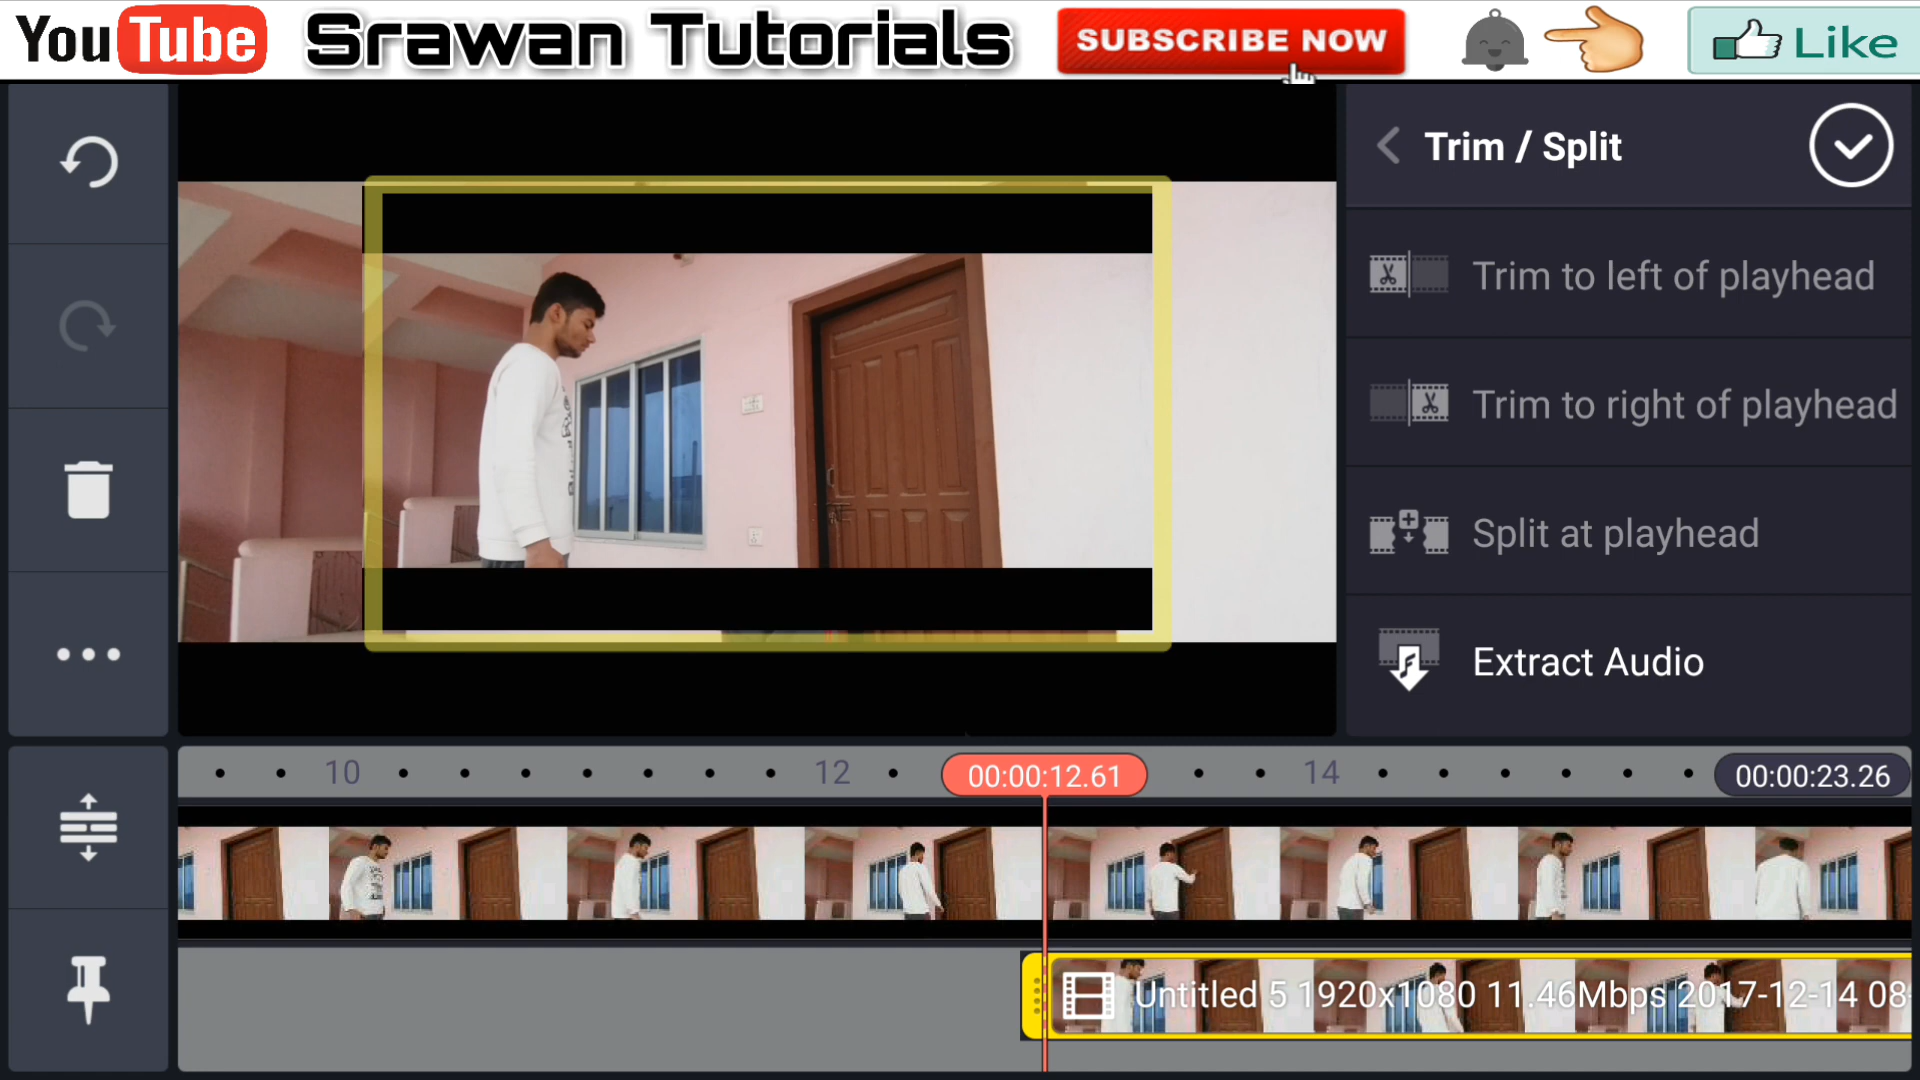 YouTube Srawan Tutorials SUBSCRIBE NOW Like
Trim / Split
Trim to left of playhead
Trim to right of playhead
Split at playhead
Extract Audio
10 12 00:00:12.61 14 00:00:23.26
Untitled 5 1920x1080 11.46Mbps 2017-12-14 08-